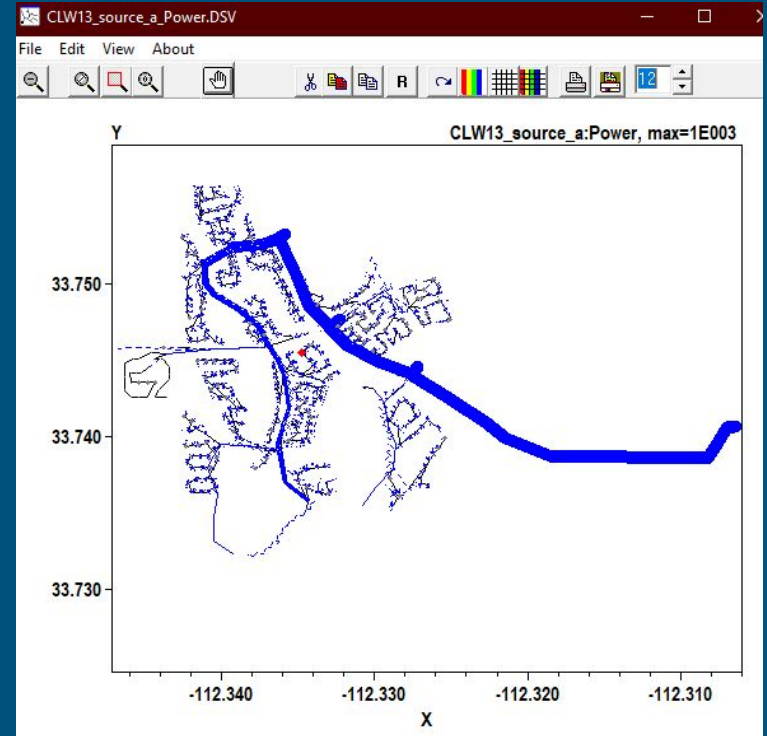 CLW13_source_a_Power.DSV
File Edit View About
R
12
Y
CLW13_source_a:Power, max=1E003
33.750
33.740
33.730
-112.340 -112.330 -112.320 -112.310
X